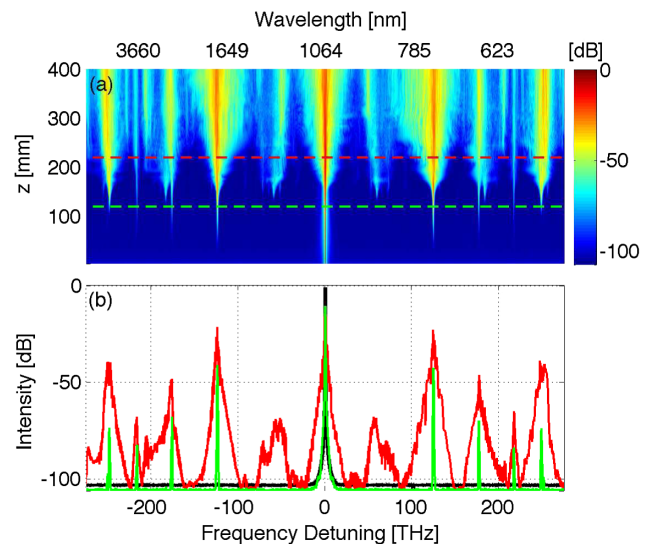 Wavelength [nm]
3660 1649 1064 785 623 [dB]
(a)
z [mm]
400
300
200
100
0
-50
-100
(b)
Intensity [dB]
0
-50
-100
-200 -100 0 100 200
Frequency Detuning [THz]